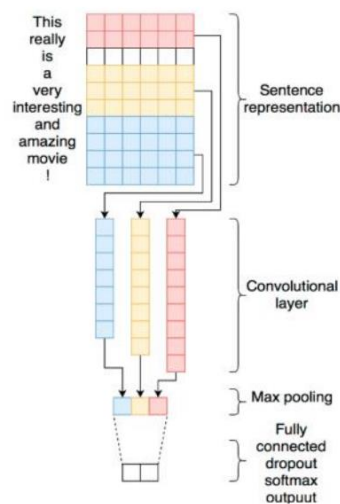 This
really
is
a
very
interesting
and
amazing
movie
!
Sentence
representation
Convolutional
layer
Max pooling
Fully
connected
dropout
softmax
outpuut